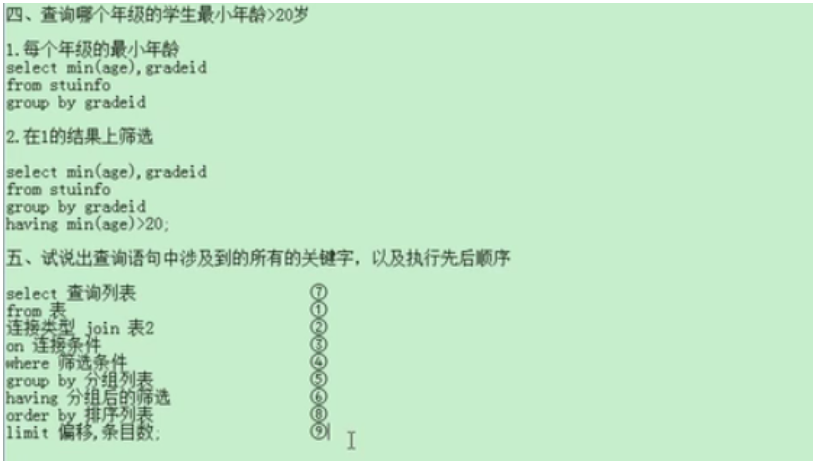 四、查询哪个年级的学生最小年龄>20岁
1.每个年级的最小年龄
select min(age),gradeid
from stuinfo
group by gradeid
2.在1的结果上筛选
select min(age),gradeid
from stuinfo
group by gradeid
having min(age)>20;
五、试说出查询语句中涉及到的所有的关键字，以及执行先后顺序
select 查询列表 ⑦
from 表 ①
连接类型 join 表2 ②
on 连接条件 ③
where 筛选条件 ④
group by 分组列表 ⑤
having 分组后的筛选 ⑥
order by 排序列表 ⑧
limit 偏移,条目数; ⑨